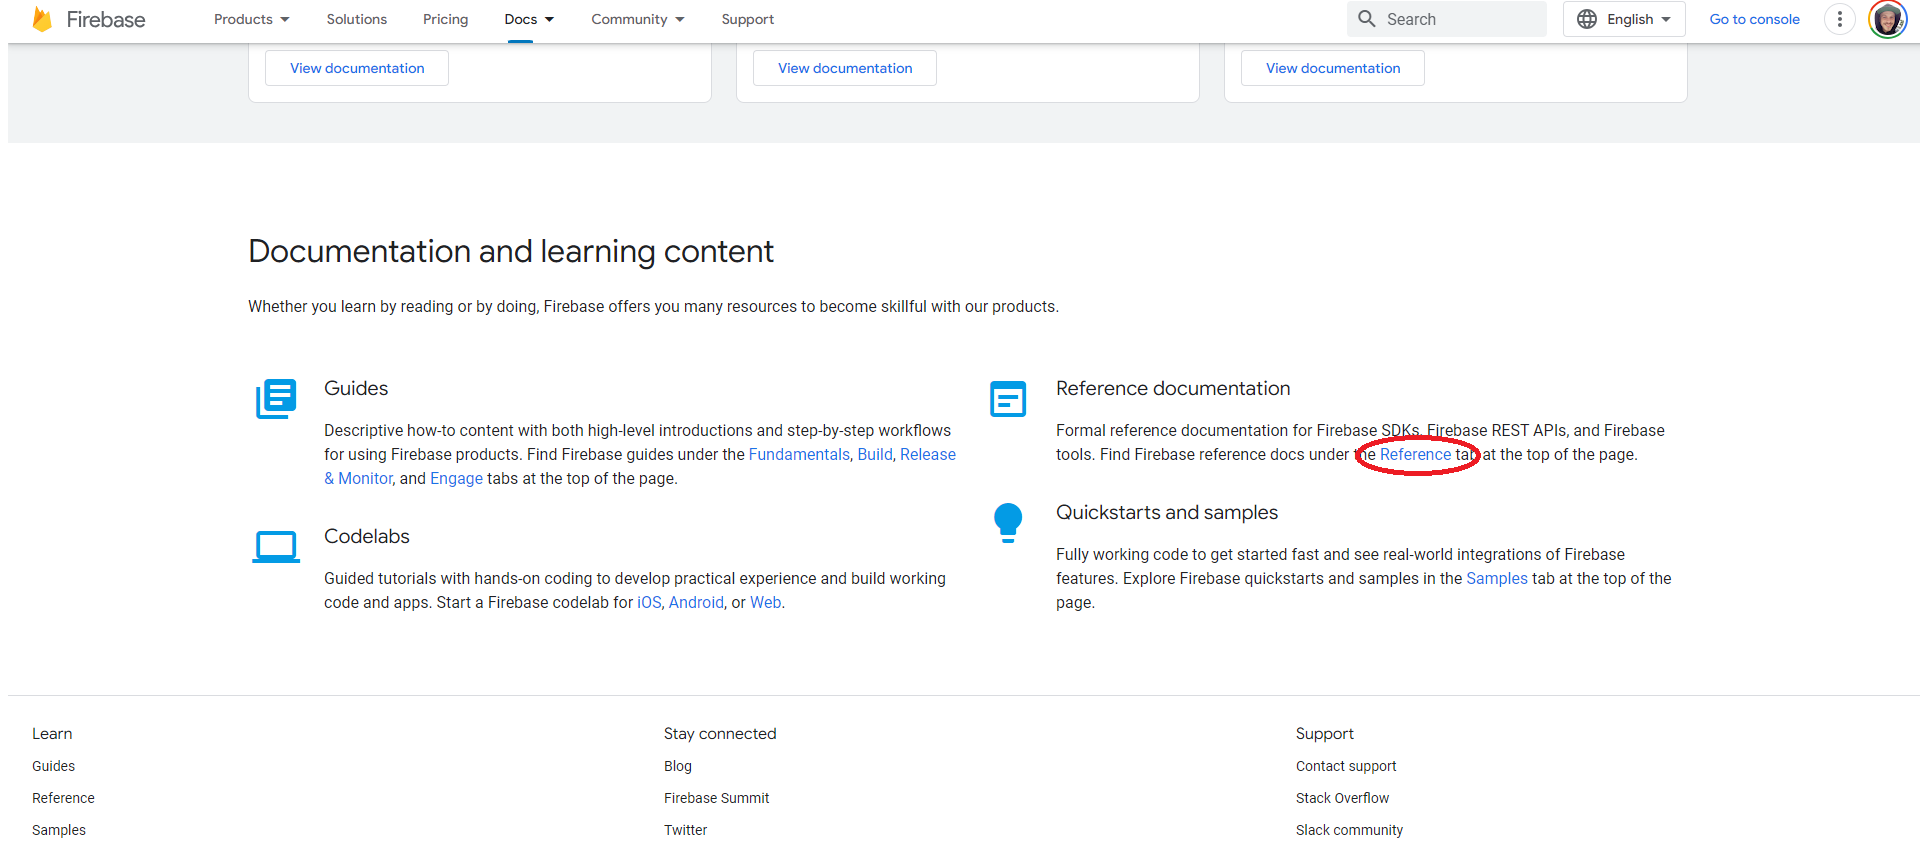 Firebase Products Solutions Pricing Docs Community Support Search English Go to console
View documentation View documentation View documentation
Documentation and learning content
Whether you learn by reading or by doing, Firebase offers you many resources to become skillful with our products.
Guides
Descriptive how-to content with both high-level introductions and step-by-step workflows
for using Firebase products. Find Firebase guides under the Fundamentals, Build, Release
& Monitor, and Engage tabs at the top of the page.
Reference documentation
Formal reference documentation for Firebase SDKs, Firebase REST APIs, and Firebase
tools. Find Firebase reference docs under the Reference tab at the top of the page.
Codelabs
Guided tutorials with hands-on coding to develop practical experience and build working
code and apps. Start a Firebase codelab for iOS, Android, or Web.
Quickstarts and samples
Fully working code to get started fast and see real-world integrations of Firebase
features. Explore Firebase quickstarts and samples in the Samples tab at the top of the
page.
Learn
Guides
Reference
Samples
Stay connected
Blog
Firebase Summit
Twitter
Support
Contact support
Stack Overflow
Slack community